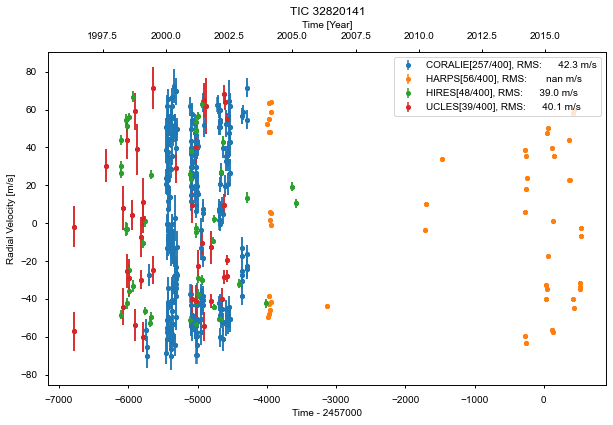 TIC 32820141
Time [Year]
1997.5 2000.0 2002.5 2005.0 2007.5 2010.0 2012.5 2015.0
CORALIE[257/400], RMS: 42.3 m/s
HARPS[56/400], RMS: nan m/s
HIRES[48/400], RMS: 39.0 m/s
UCLES[39/400], RMS: 40.1 m/s
Radial Velocity [m/s]
80
60
40
20
0
−20
−40
−60
−80
−7000 −6000 −5000 −4000 −3000 −2000 −1000 0
Time - 2457000